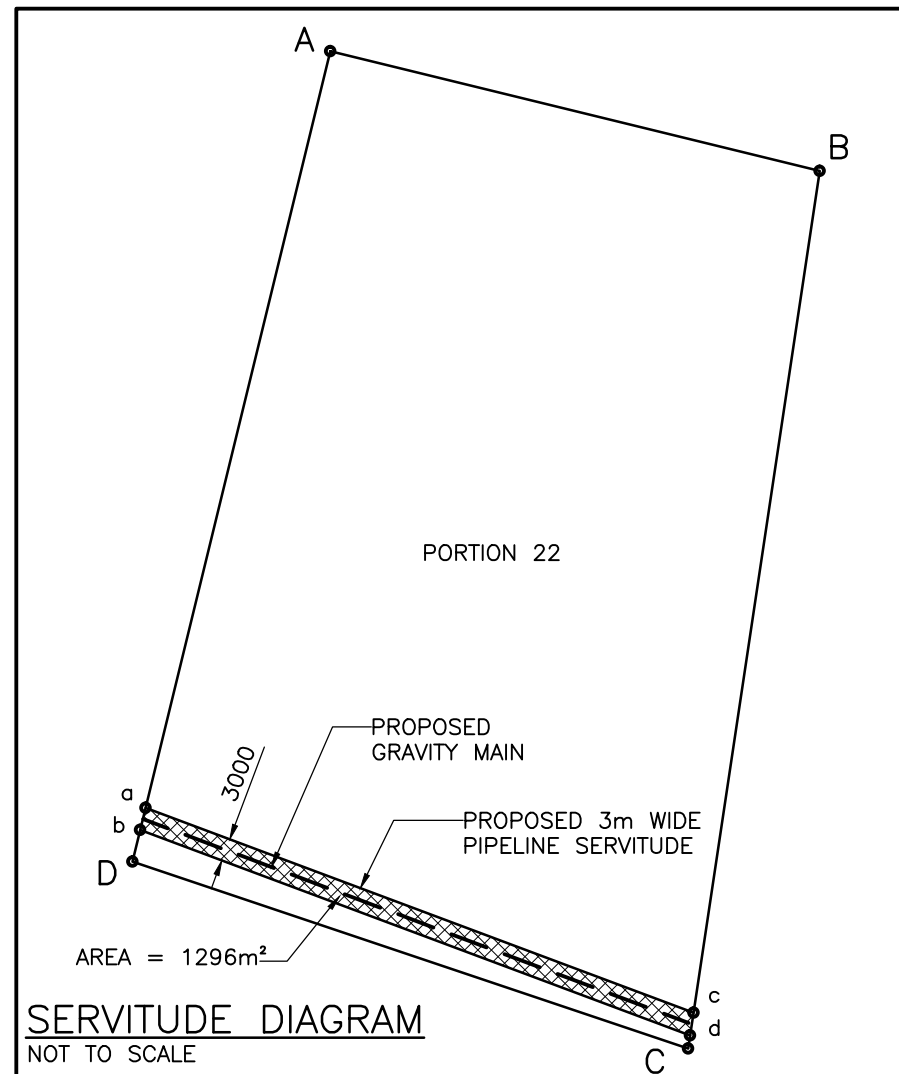 A
B
PORTION 22
PROPOSED
GRAVITY MAIN
3000
a
PROPOSED 3m WIDE
PIPELINE SERVITUDE
b
D
AREA = 1296m²
c
SERVITUDE DIAGRAM
d
C
NOT TO SCALE